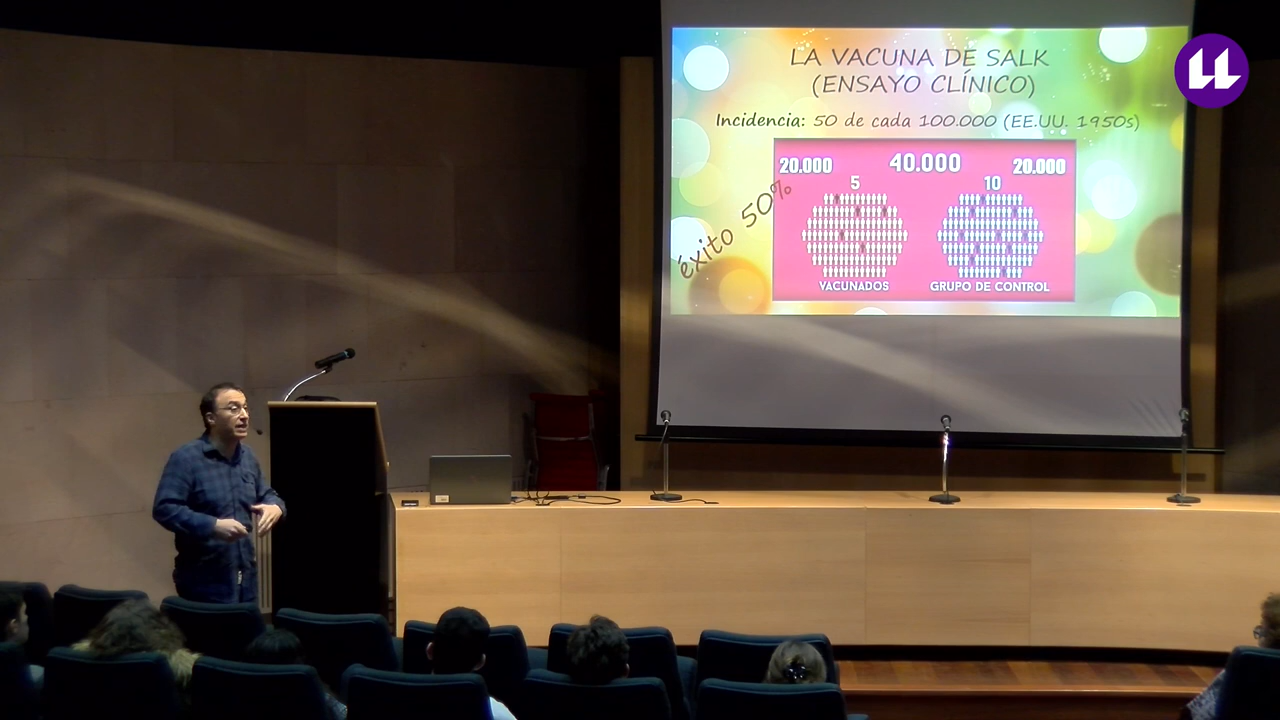 LA VACUNA DE SALK
(ENSAYO CLÍNICO)
Incidencia: 50 de cada 100.000 (EE.UU. 1950s)
20.000 40.000 20.000
5 10
éxito 50%
VACUNADOS GRUPO DE CONTROL